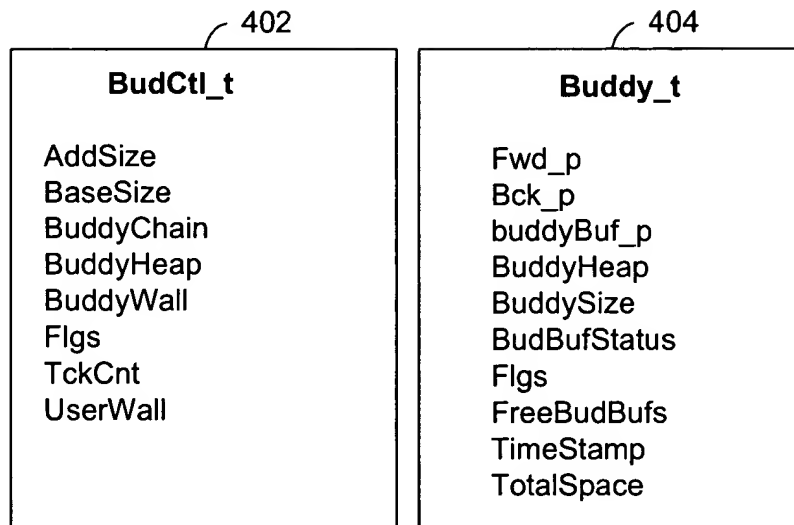 402
BudCtl_t
AddSize
BaseSize
BuddyChain
BuddyHeap
BuddyWall
Flgs
TckCnt
UserWall
404
Buddy_t
Fwd_p
Bck_p
buddyBuf_p
BuddyHeap
BuddySize
BudBufStatus
Flgs
FreeBudBufs
TimeStamp
TotalSpace